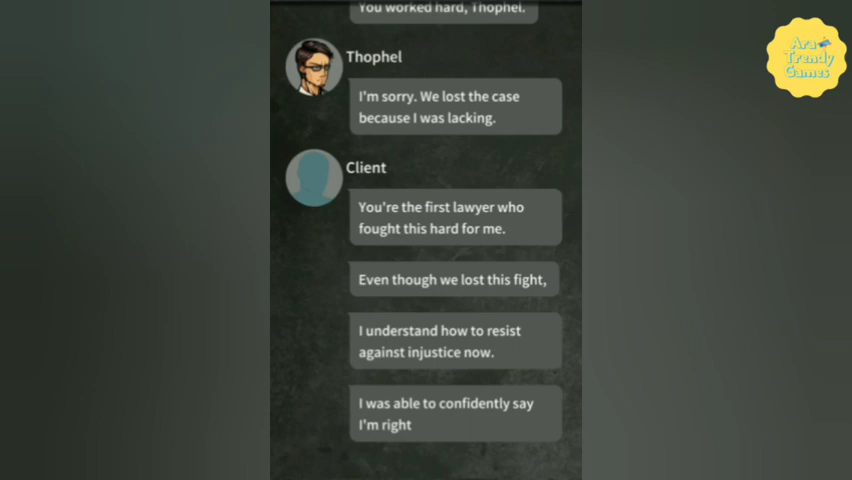 You worked hard, Thophel.
Thophel
I'm sorry. We lost the case
because I was lacking.
Client
You're the first lawyer who
fought this hard for me.
Even though we lost this fight,
I understand how to resist
against injustice now.
I was able to confidently say
I'm right
Ara
Trendy
Games